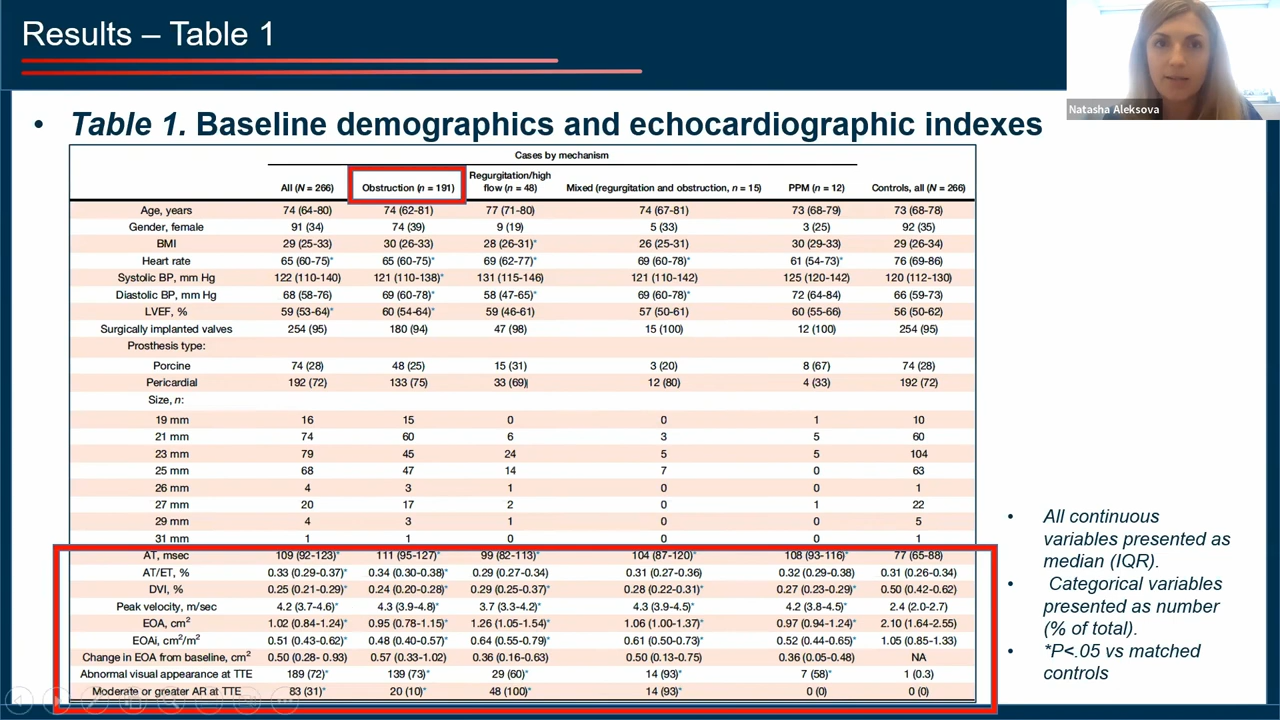 Results – Table 1
Natasha Aleksova
• Table 1. Baseline demographics and echocardiographic indexes
Cases by mechanism
All (N = 266) Obstruction (n = 191) Regurgitation/high flow (n = 48) Mixed (regurgitation and obstruction, n = 15) PPM (n = 12) Controls, all (N = 266)
Age, years 74 (64-80) 74 (62-81) 77 (71-80) 74 (67-81) 73 (68-79) 73 (68-78)
Gender, female 91 (34) 74 (39) 9 (19) 5 (33) 3 (25) 92 (35)
BMI 29 (25-33) 30 (26-33) 28 (26-31)* 26 (25-31) 30 (29-33) 29 (26-34)
Heart rate 65 (60-75)* 65 (60-75)* 69 (62-77)* 69 (60-78)* 61 (54-73)* 76 (69-86)
Systolic BP, mm Hg 122 (110-140) 121 (110-138)* 131 (115-146) 121 (110-142) 125 (120-142) 120 (112-130)
Diastolic BP, mm Hg 68 (58-76) 69 (60-78)* 58 (47-65)* 69 (60-78)* 72 (64-84) 66 (59-73)
LVEF, % 59 (53-64)* 60 (54-64)* 59 (46-61) 57 (50-61) 60 (55-66) 56 (50-62)
Surgically implanted valves 254 (95) 180 (94) 47 (98) 15 (100) 12 (100) 254 (95)
Prosthesis type:
Porcine 74 (28) 48 (25) 15 (31) 3 (20) 8 (67) 74 (28)
Pericardial 192 (72) 133 (75) 33 (69) 12 (80) 4 (33) 192 (72)
Size, n:
19 mm 16 15 0 0 1 10
21 mm 74 60 6 3 5 60
23 mm 79 45 24 5 5 104
25 mm 68 47 14 7 0 63
26 mm 4 3 1 0 0 1
27 mm 20 17 2 0 1 22
29 mm 4 3 1 0 0 5
31 mm 1 1 0 0 0 1
AT, msec 109 (92-123)* 111 (95-127)* 99 (82-113)* 104 (87-120)* 108 (93-116)* 77 (65-88)
AT/ET, % 0.33 (0.29-0.37)* 0.34 (0.30-0.38)* 0.29 (0.27-0.34) 0.31 (0.27-0.36) 0.32 (0.29-0.38) 0.31 (0.26-0.34)
DVI, % 0.25 (0.21-0.29)* 0.24 (0.20-0.28)* 0.29 (0.25-0.37)* 0.28 (0.22-0.31)* 0.27 (0.23-0.29)* 0.50 (0.42-0.62)
Peak velocity, m/sec 4.2 (3.7-4.6)* 4.3 (3.9-4.8)* 3.7 (3.3-4.2)* 4.3 (3.9-4.5)* 4.2 (3.8-4.5)* 2.4 (2.0-2.7)
EOA, cm² 1.02 (0.84-1.24)* 0.95 (0.78-1.15)* 1.26 (1.05-1.54)* 1.06 (1.00-1.37)* 0.97 (0.94-1.24)* 2.10 (1.64-2.55)
EOAi, cm²/m² 0.51 (0.43-0.62)* 0.48 (0.40-0.57)* 0.64 (0.55-0.79)* 0.61 (0.50-0.73)* 0.52 (0.44-0.65)* 1.05 (0.85-1.33)
Change in EOA from baseline, cm² 0.50 (0.28- 0.93) 0.57 (0.33-1.02) 0.36 (0.16-0.63) 0.50 (0.13-0.75) 0.36 (0.05-0.48) NA
Abnormal visual appearance at TTE 189 (72)* 139 (73)* 29 (60)* 14 (93)* 7 (58)* 1 (0.3)
Moderate or greater AR at TTE 83 (31)* 20 (10)* 48 (100)* 14 (93)* 0 (0) 0 (0)
• All continuous
variables presented as
median (IQR).
• Categorical variables
presented as number
(% of total).
• *P<.05 vs matched
controls